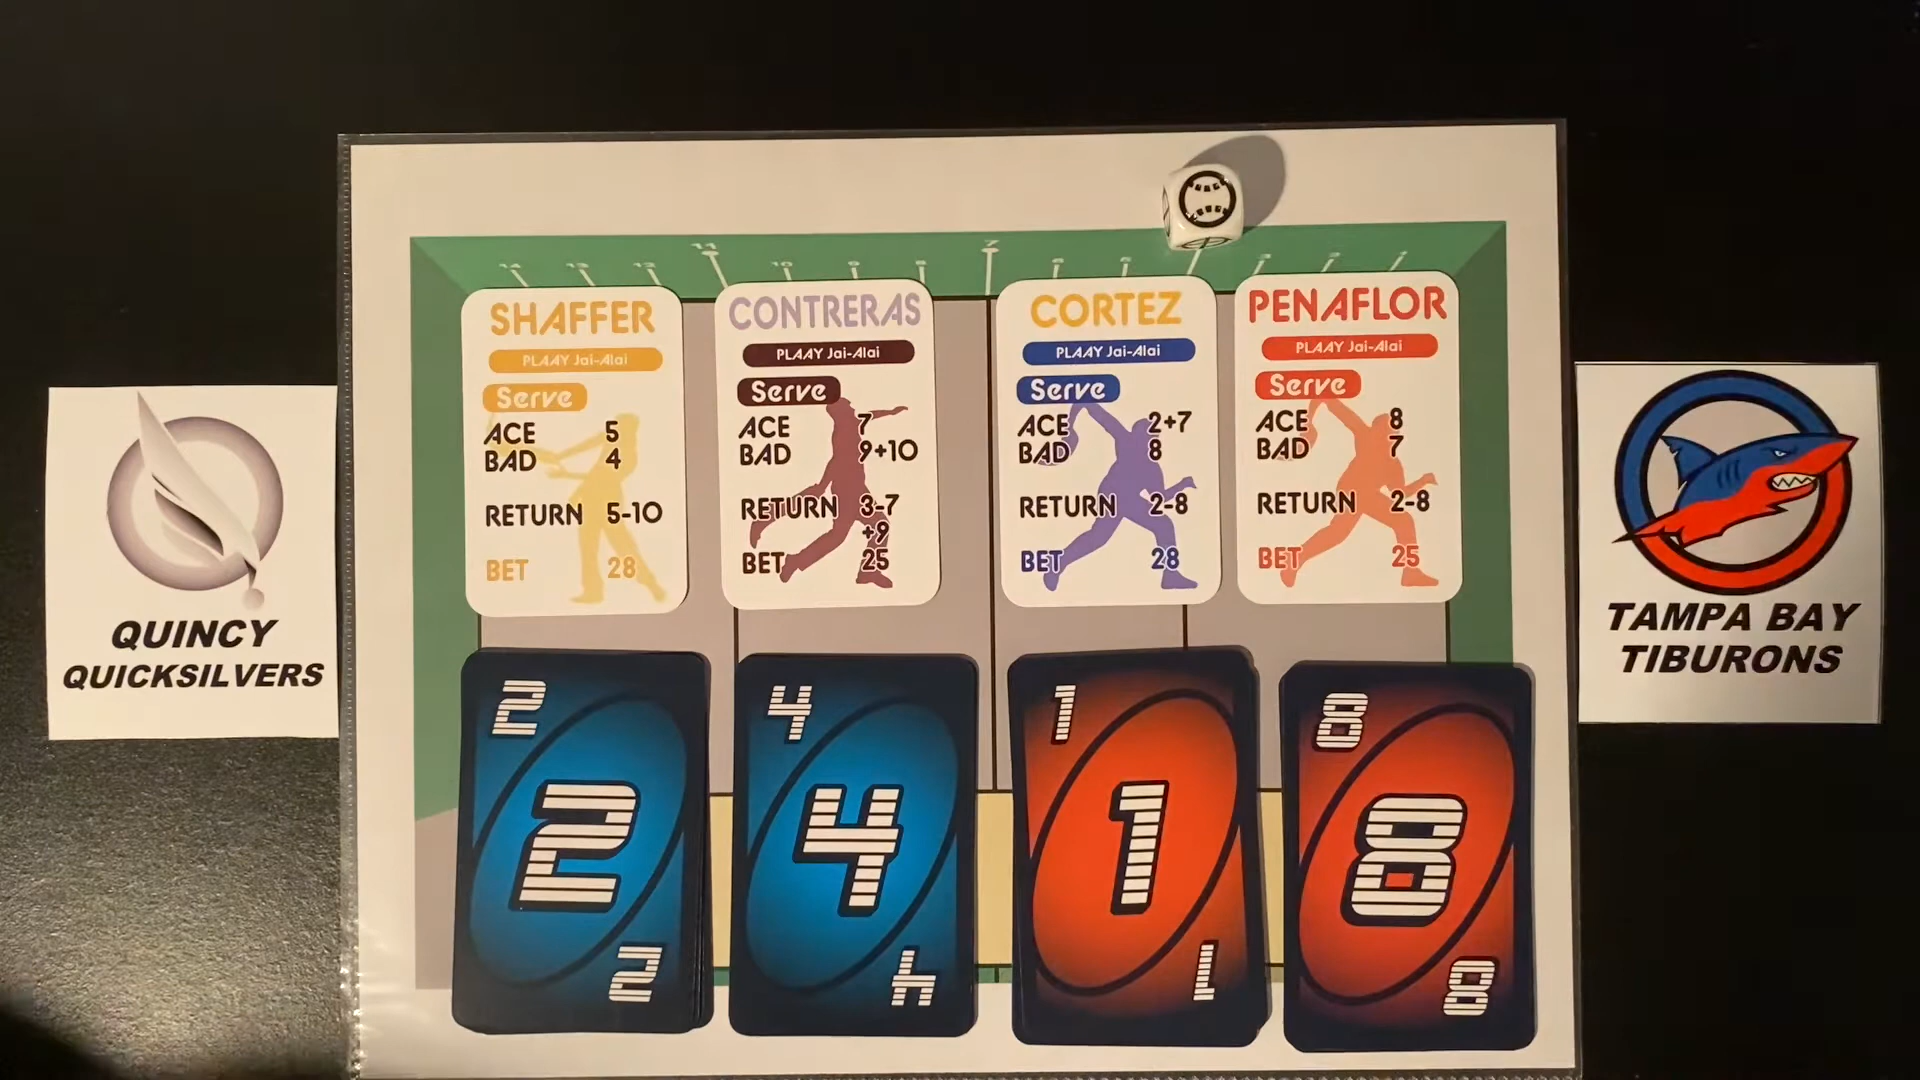 SHAFFER
PLAAY Jai-Alai
Serve
ACE 5
BAD 4
RETURN 5-10
BET 28
CONTRERAS
PLAAY Jai-Alai
Serve
ACE 7
BAD 9+10
RETURN 3-7
+9
BET 25
CORTEZ
PLAAY Jai-Alai
Serve
ACE 2+7
BAD 8
RETURN 2-8
BET 28
PENAFLOR
PLAAY Jai-Alai
Serve
ACE 8
BAD 7
RETURN 2-8
BET 25
QUINCY
QUICKSILVERS
TAMPA BAY
TIBURONS
2
2
2
4
4
4
1
1
1
8
8
8
7